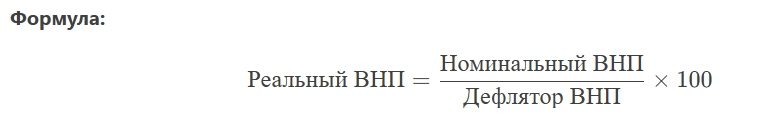 Формула:
Реальный ВНП = Номинальный ВНП / Дефлятор ВНП × 100